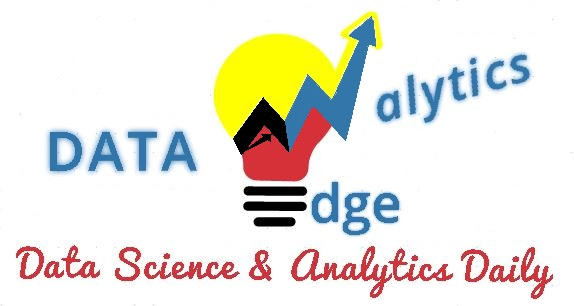 DATA
alytics
dge
Data Science & Analytics Daily